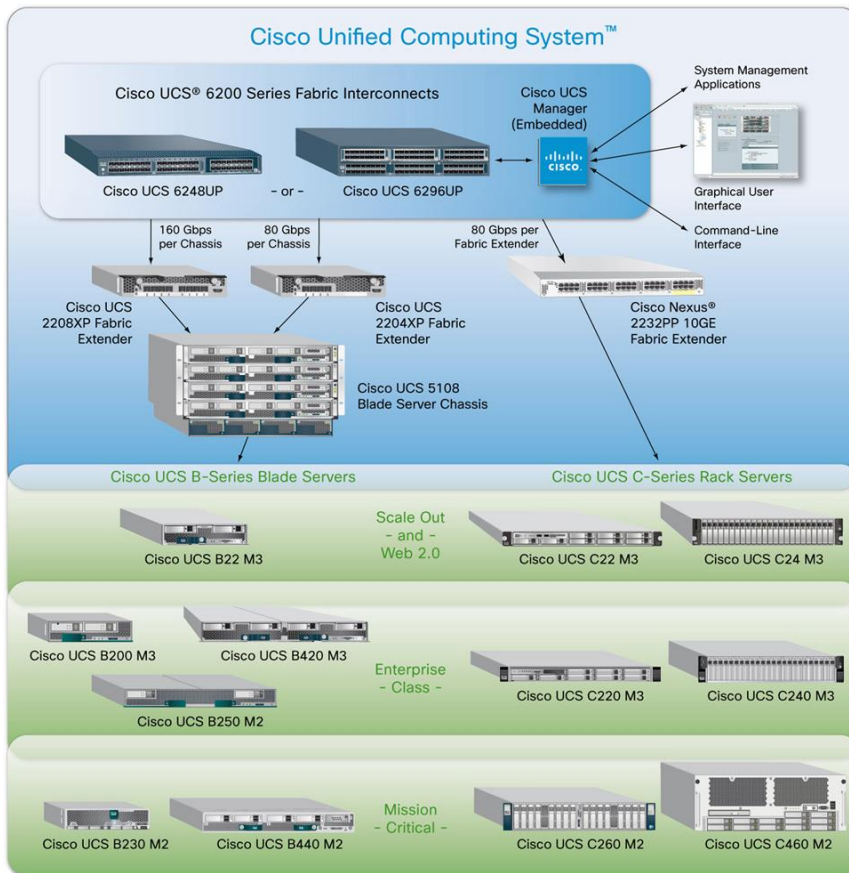 Cisco Unified Computing System™
Cisco UCS® 6200 Series Fabric Interconnects
Cisco UCS
Manager
(Embedded)
System Management
Applications
CISCO
Cisco UCS 6248UP
- or -
Cisco UCS 6296UP
Graphical User
Interface
Command-Line
Interface
160 Gbps
per Chassis
80 Gbps
per Chassis
80 Gbps per
Fabric Extender
Cisco UCS
2208XP Fabric
Extender
Cisco UCS
2204XP Fabric
Extender
Cisco Nexus®
2232PP 10GE
Fabric Extender
Cisco UCS 5108
Blade Server Chassis
Cisco UCS B-Series Blade Servers
Cisco UCS C-Series Rack Servers
Scale Out
- and -
Web 2.0
Cisco UCS B22 M3
Cisco UCS C22 M3
Cisco UCS C24 M3
Cisco UCS B200 M3
Cisco UCS B420 M3
Cisco UCS B250 M2
Enterprise
- Class -
Cisco UCS C220 M3
Cisco UCS C240 M3
Mission
- Critical -
Cisco UCS B230 M2
Cisco UCS B440 M2
Cisco UCS C260 M2
Cisco UCS C460 M2